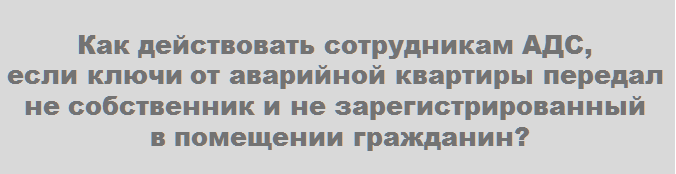 Как действовать сотрудникам АДС,
если ключи от аварийной квартиры передал
не собственник и не зарегистрированный
в помещении гражданин?